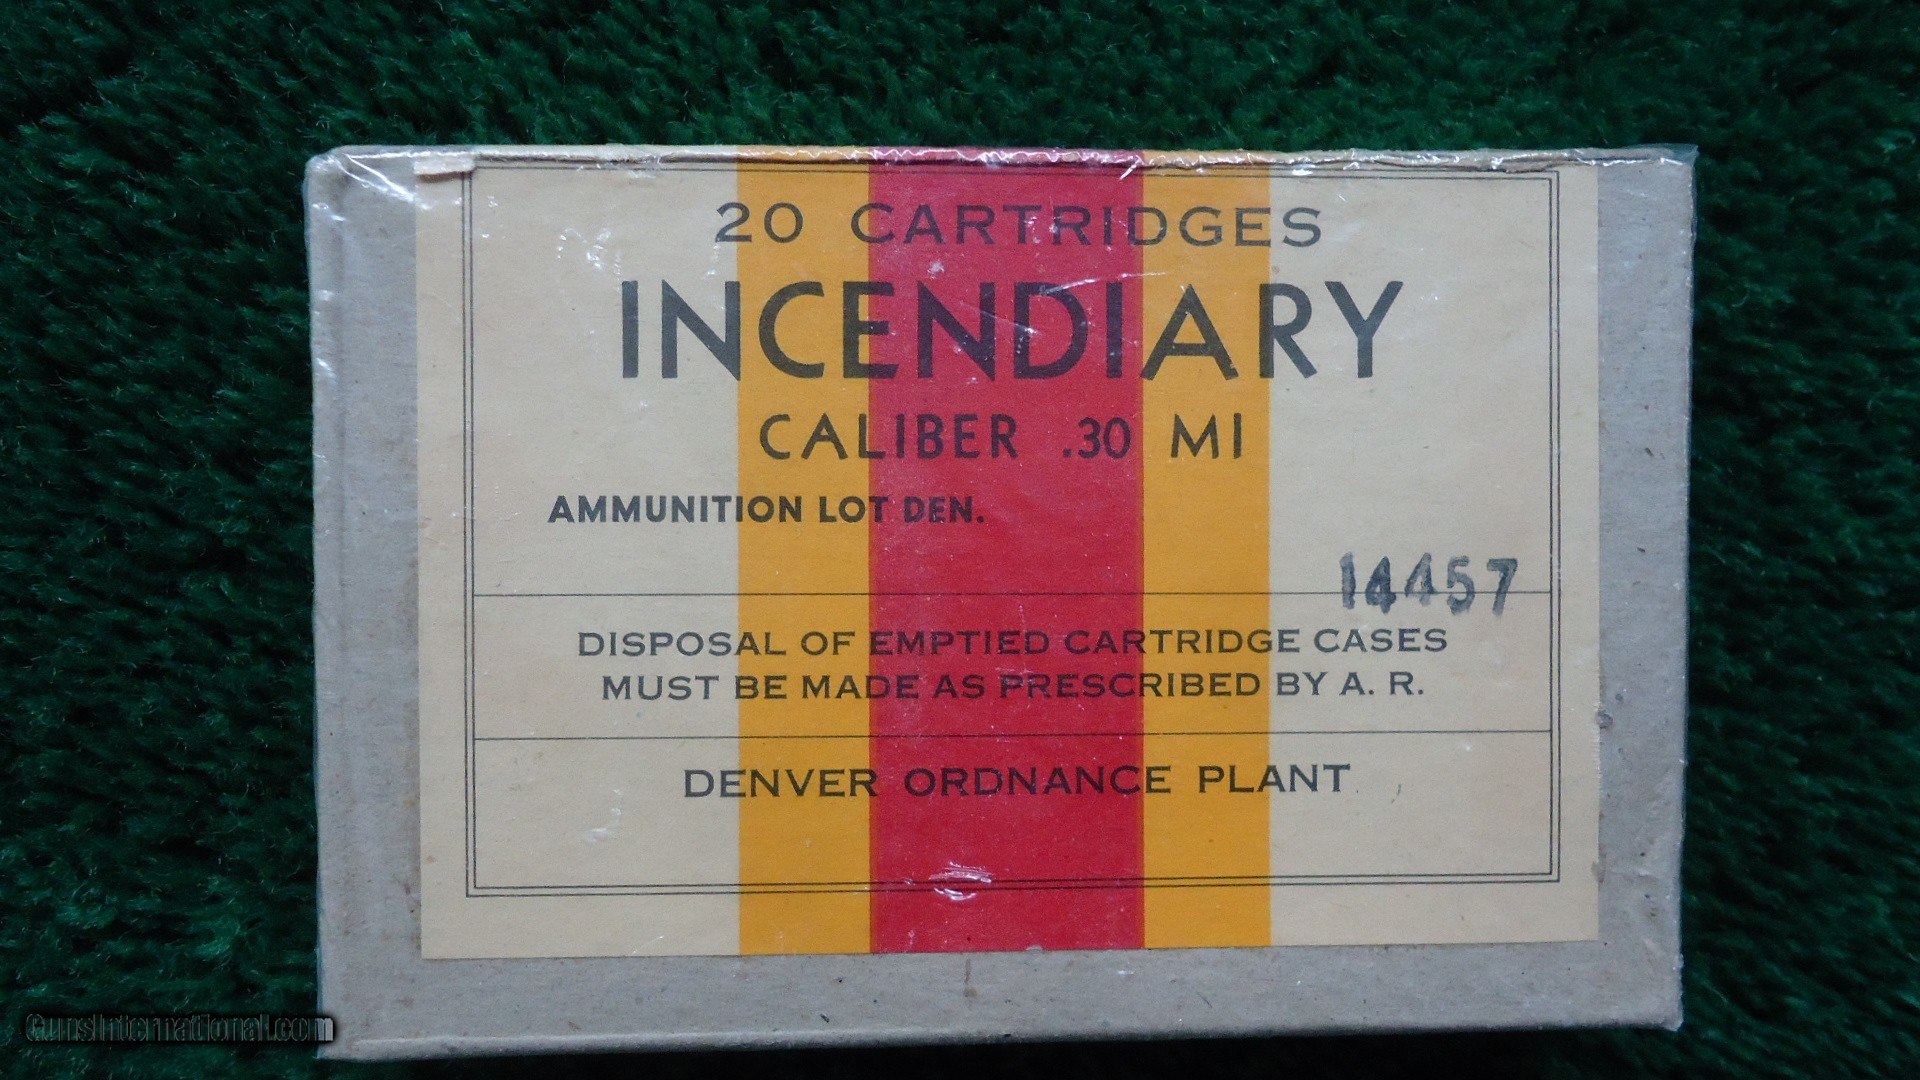 20 CARTRIDGES
INCENDIARY
CALIBER .30 M1
AMMUNITION LOT DEN.
14457
DISPOSAL OF EMPTIED CARTRIDGE CASES
MUST BE MADE AS PRESCRIBED BY A. R.
DENVER ORDNANCE PLANT
GunsInternational.com